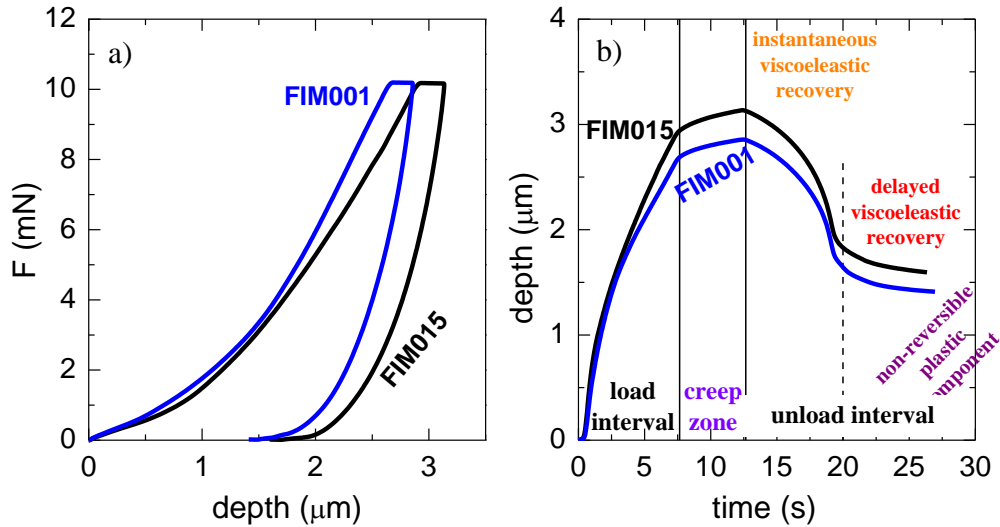 a)
FIM001
FIM015
F (mN)
12
10
8
6
4
2
0
0
1
2
3
depth (μm)
b)
instantaneous
viscoeleastic
recovery
FIM015
FIM001
delayed
viscoeleastic
recovery
non-reversible
plastic
omponent
load
interval
creep
zone
unload interval
depth (μm)
4
3
2
1
0
0
5
10
15
20
25
30
time (s)